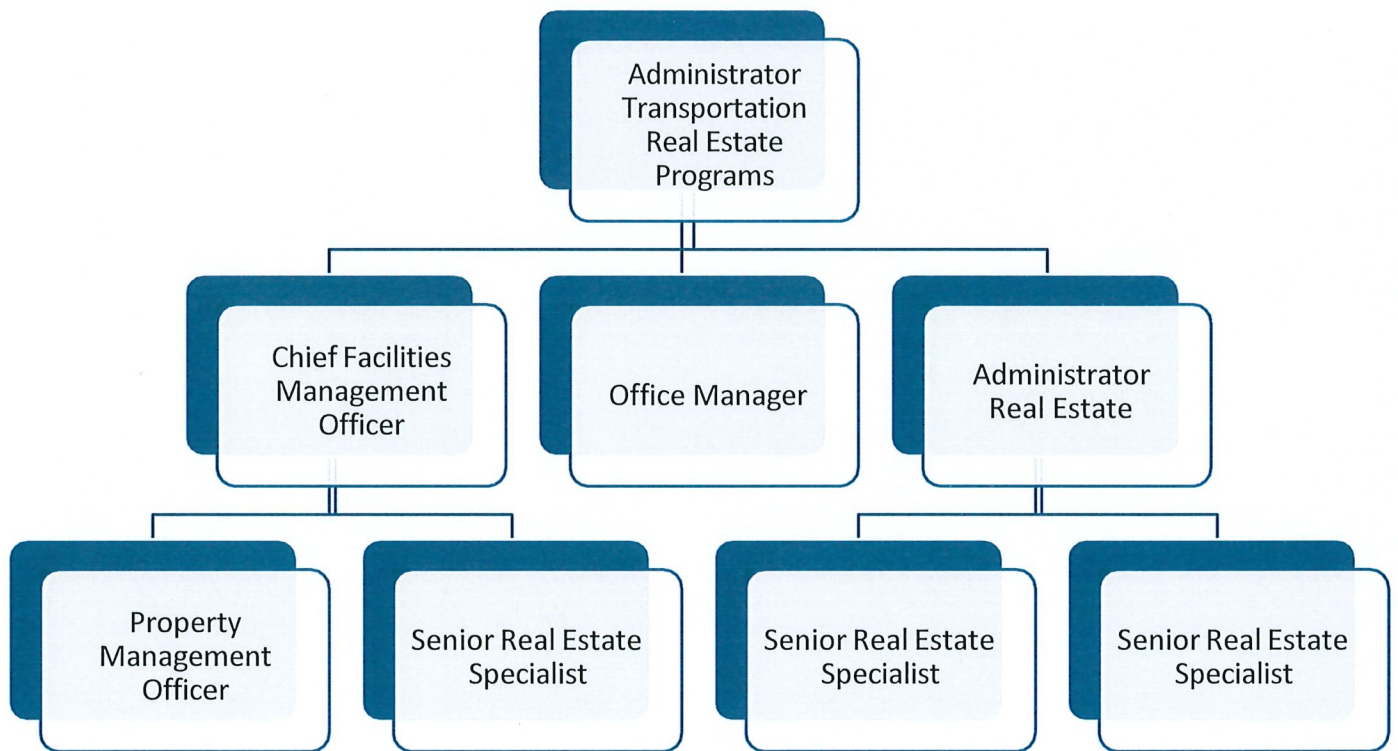 Administrator
Transportation
Real Estate
Programs
Chief Facilities
Management
Officer
Office Manager
Administrator
Real Estate
Property
Management
Officer
Senior Real Estate
Specialist
Senior Real Estate
Specialist
Senior Real Estate
Specialist